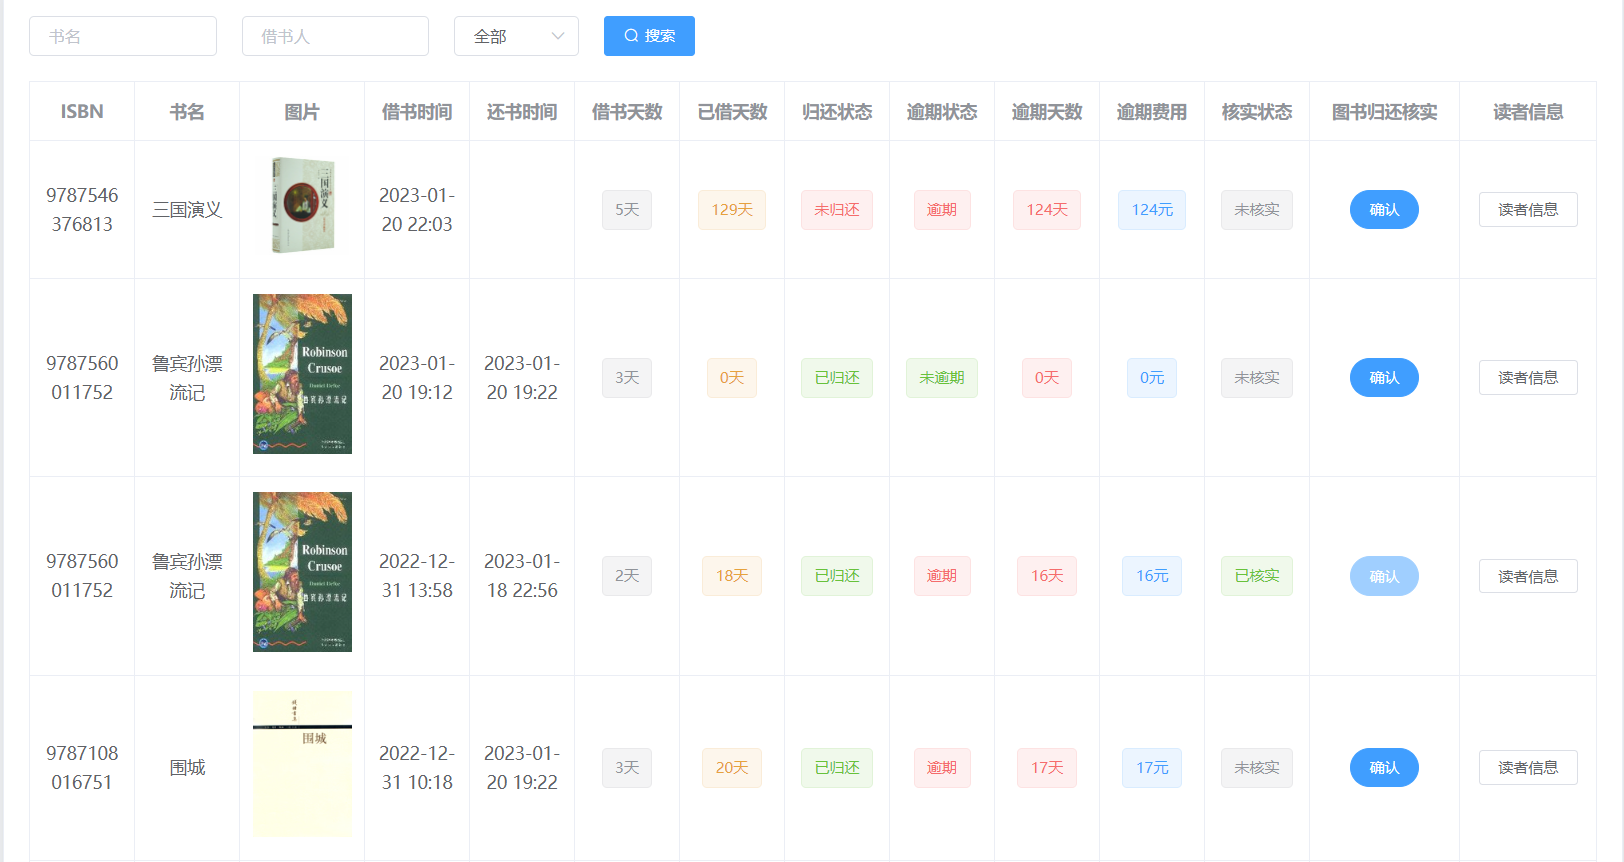 书名
借书人
全部
搜索
ISBN 书名 图片 借书时间 还书时间 借书天数 已借天数 归还状态 逾期状态 逾期天数 逾期费用 核实状态 图书归还核实 读者信息
9787546
376813
三国演义
三国演义
2023-01-
20 22:03
5天 129天 未归还 逾期 124天 124元 未核实 确认 读者信息
9787560
011752
鲁宾孙漂
流记
Robinson
Crusoe
Daniel Defoe
鲁宾孙漂流记
2023-01-
20 19:12
2023-01-
20 19:22
3天 0天 已归还 未逾期 0天 0元 未核实 确认 读者信息
9787560
011752
鲁宾孙漂
流记
Robinson
Crusoe
Daniel Defoe
鲁宾孙漂流记
2022-12-
31 13:58
2023-01-
18 22:56
2天 18天 已归还 逾期 16天 16元 已核实 确认 读者信息
9787108
016751
围城
围城
2022-12-
31 10:18
2023-01-
20 19:22
3天 20天 已归还 逾期 17天 17元 未核实 确认 读者信息